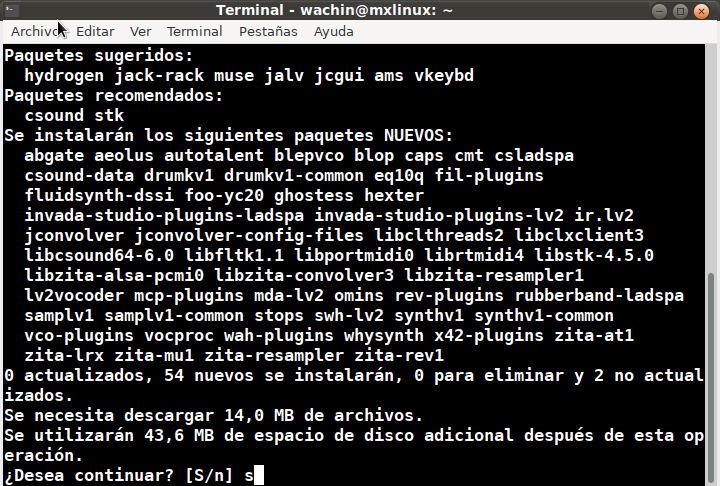 Terminal - wachin@mxlinux: ~
Archivo Editar Ver Terminal Pestañas Ayuda
Paquetes sugeridos:
hydrogen jack-rack muse jalv jcgui ams vkeybd
Paquetes recomendados:
csound stk
Se instalarán los siguientes paquetes NUEVOS:
abgate aeolus autotalent blepvco blop caps cmt csladspa
csound-data drumkv1 drumkv1-common eq10q fil-plugins
fluidsynth-dssi foo-yc20 ghostess hexter
invada-studio-plugins-ladspa invada-studio-plugins-lv2 ir.lv2
jconvolver jconvolver-config-files libclthreads2 libclxclient3
libcsound64-6.0 libfltk1.1 libportmidi0 librtmidi4 libstk-4.5.0
libzita-alsa-pcmi0 libzita-convolver3 libzita-resampler1
lv2vocoder mcp-plugins mda-lv2 omins rev-plugins rubberband-ladspa
samplv1 samplv1-common stops swh-lv2 synthv1 synthv1-common
vco-plugins vocproc wah-plugins whysynth x42-plugins zita-at1
zita-lrx zita-mu1 zita-resampler zita-rev1
0 actualizados, 54 nuevos se instalarán, 0 para eliminar y 2 no actual
izados.
Se necesita descargar 14,0 MB de archivos.
Se utilizarán 43,6 MB de espacio de disco adicional después de esta op
eración.
¿Desea continuar? [S/n] s